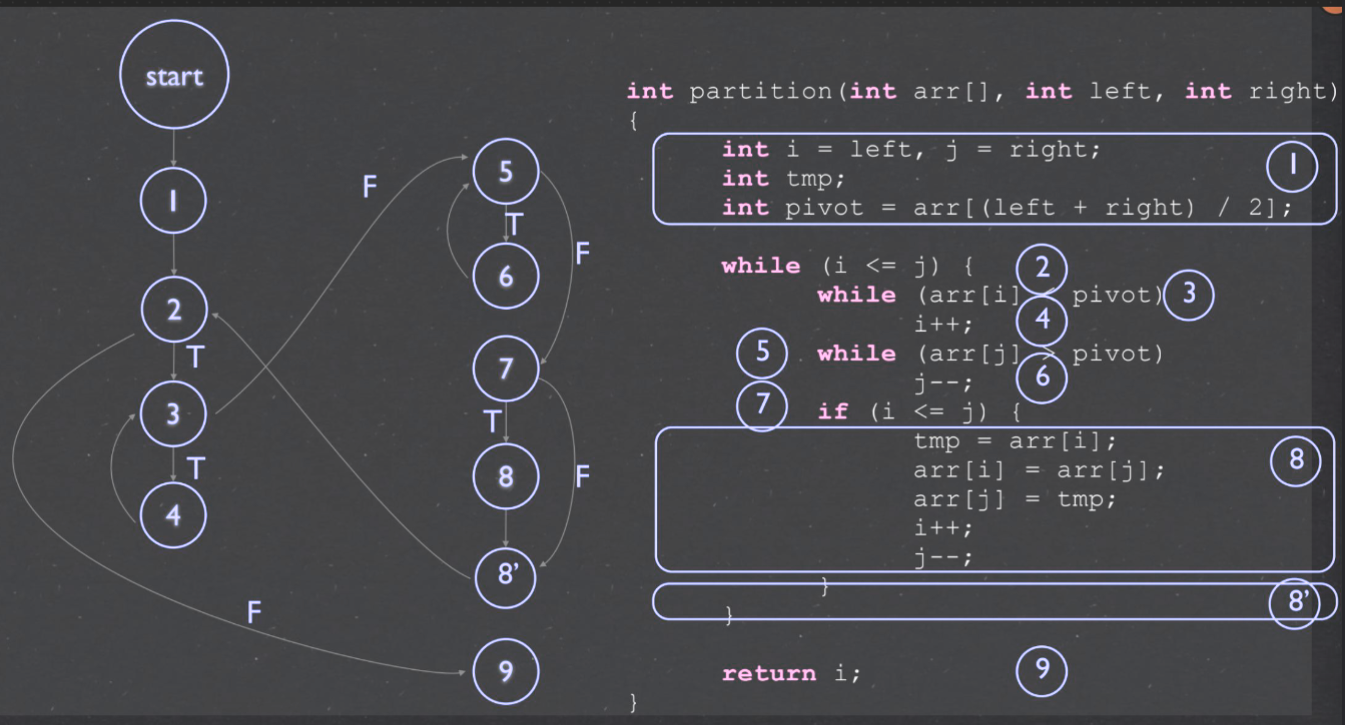 start
1
2
T
3
T
4
F
F
5
T
F
6
7
T
F
8
8'
9
int partition(int arr[], int left, int right)
{
int i = left, j = right; 1
int tmp;
int pivot = arr[(left + right) / 2];
while (i <= j) { 2
while (arr[i] < pivot) 3
i++; 4
5 while (arr[j] > pivot)
j--; 6
7 if (i <= j) {
tmp = arr[i]; 8
arr[i] = arr[j];
arr[j] = tmp;
i++;
j--;
}
} 8'
return i; 9
}